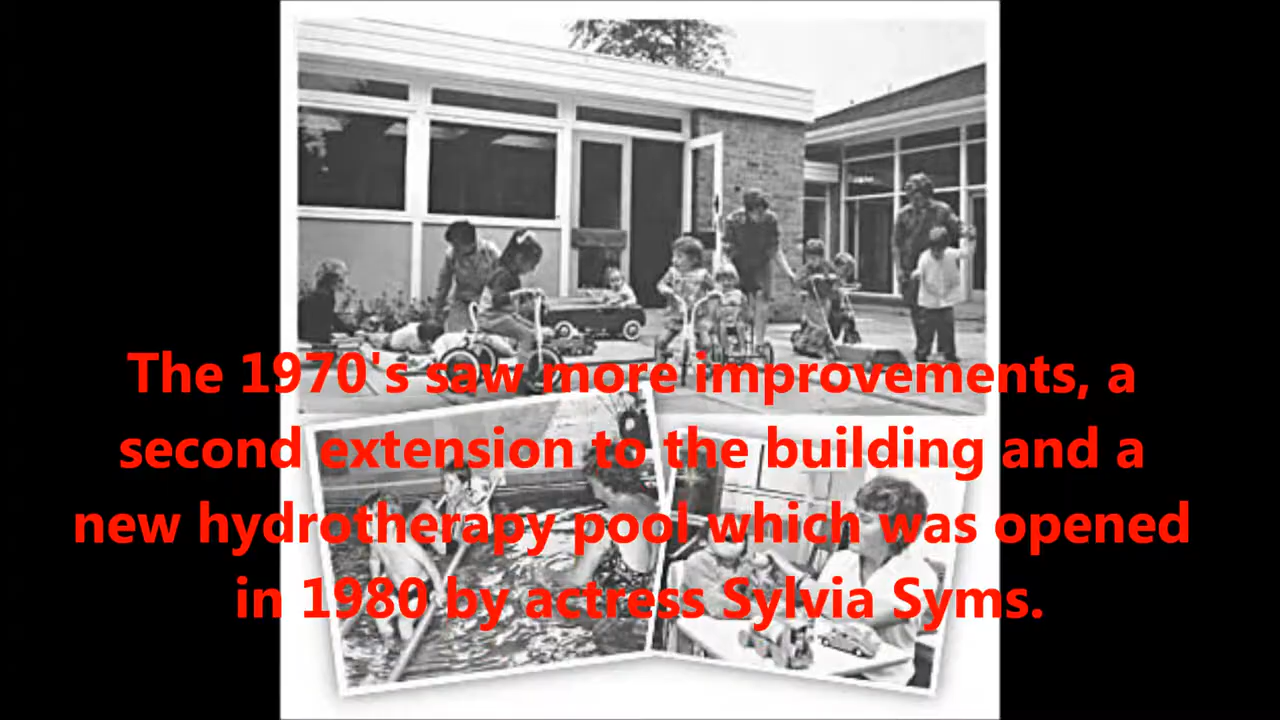 The 1970's saw more improvements, a
second extension to the building and a
new hydrotherapy pool which was opened
in 1980 by actress Sylvia Syms.